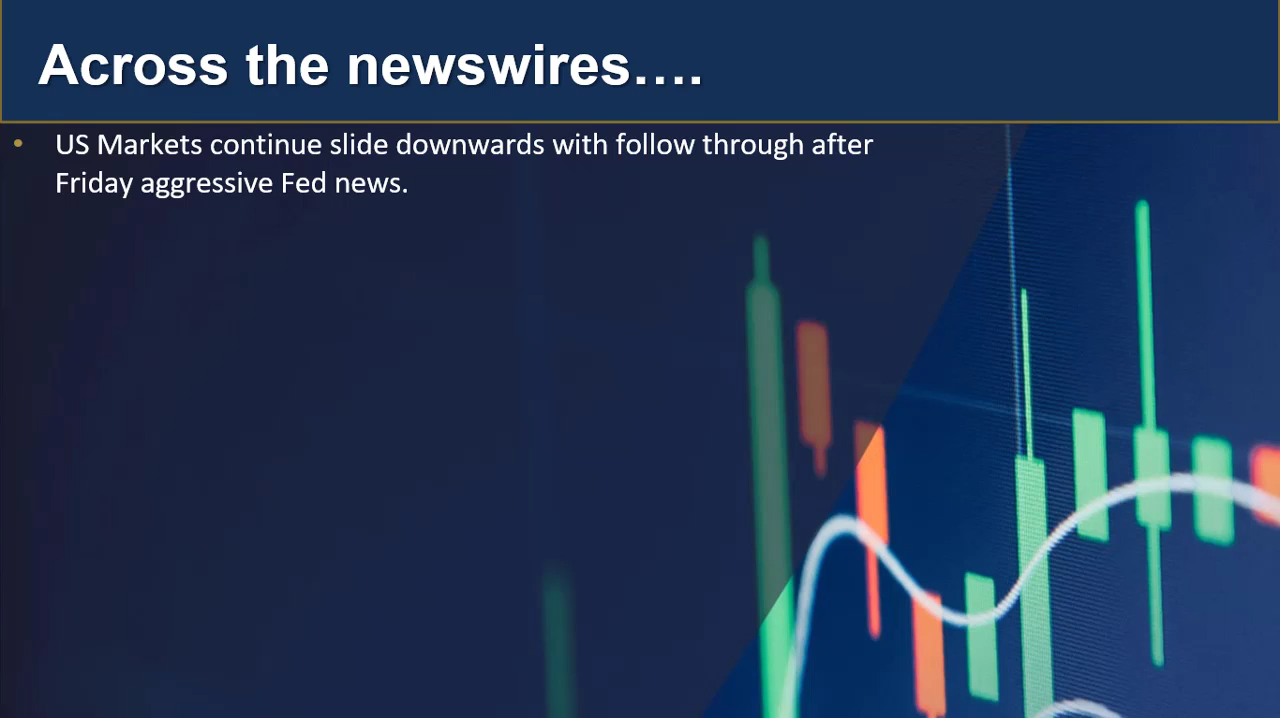 Across the newswires….
• US Markets continue slide downwards with follow through after
Friday aggressive Fed news.